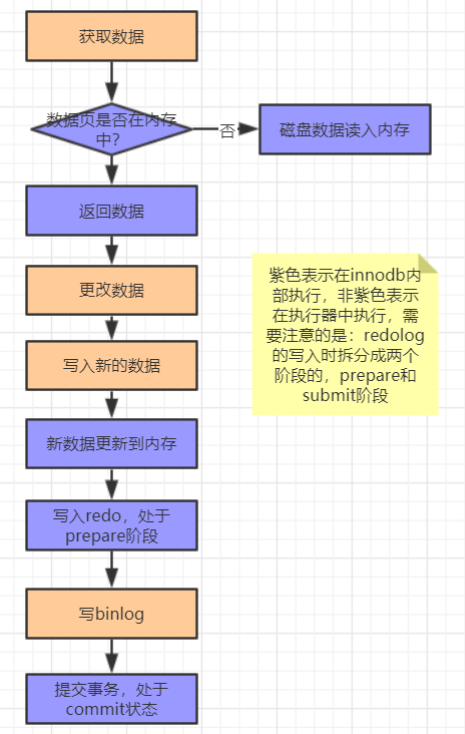 获取数据
数据页是否在内存
中?
否
磁盘数据读入内存
返回数据
更改数据
写入新的数据
新数据更新到内存
写入redo，处于
prepare阶段
写binlog
提交事务，处于
commit状态
紫色表示在innodb内
部执行，非紫色表示
在执行器中执行，需
要注意的是：redolog
的写入时拆分成两个
阶段的，prepare和
submit阶段